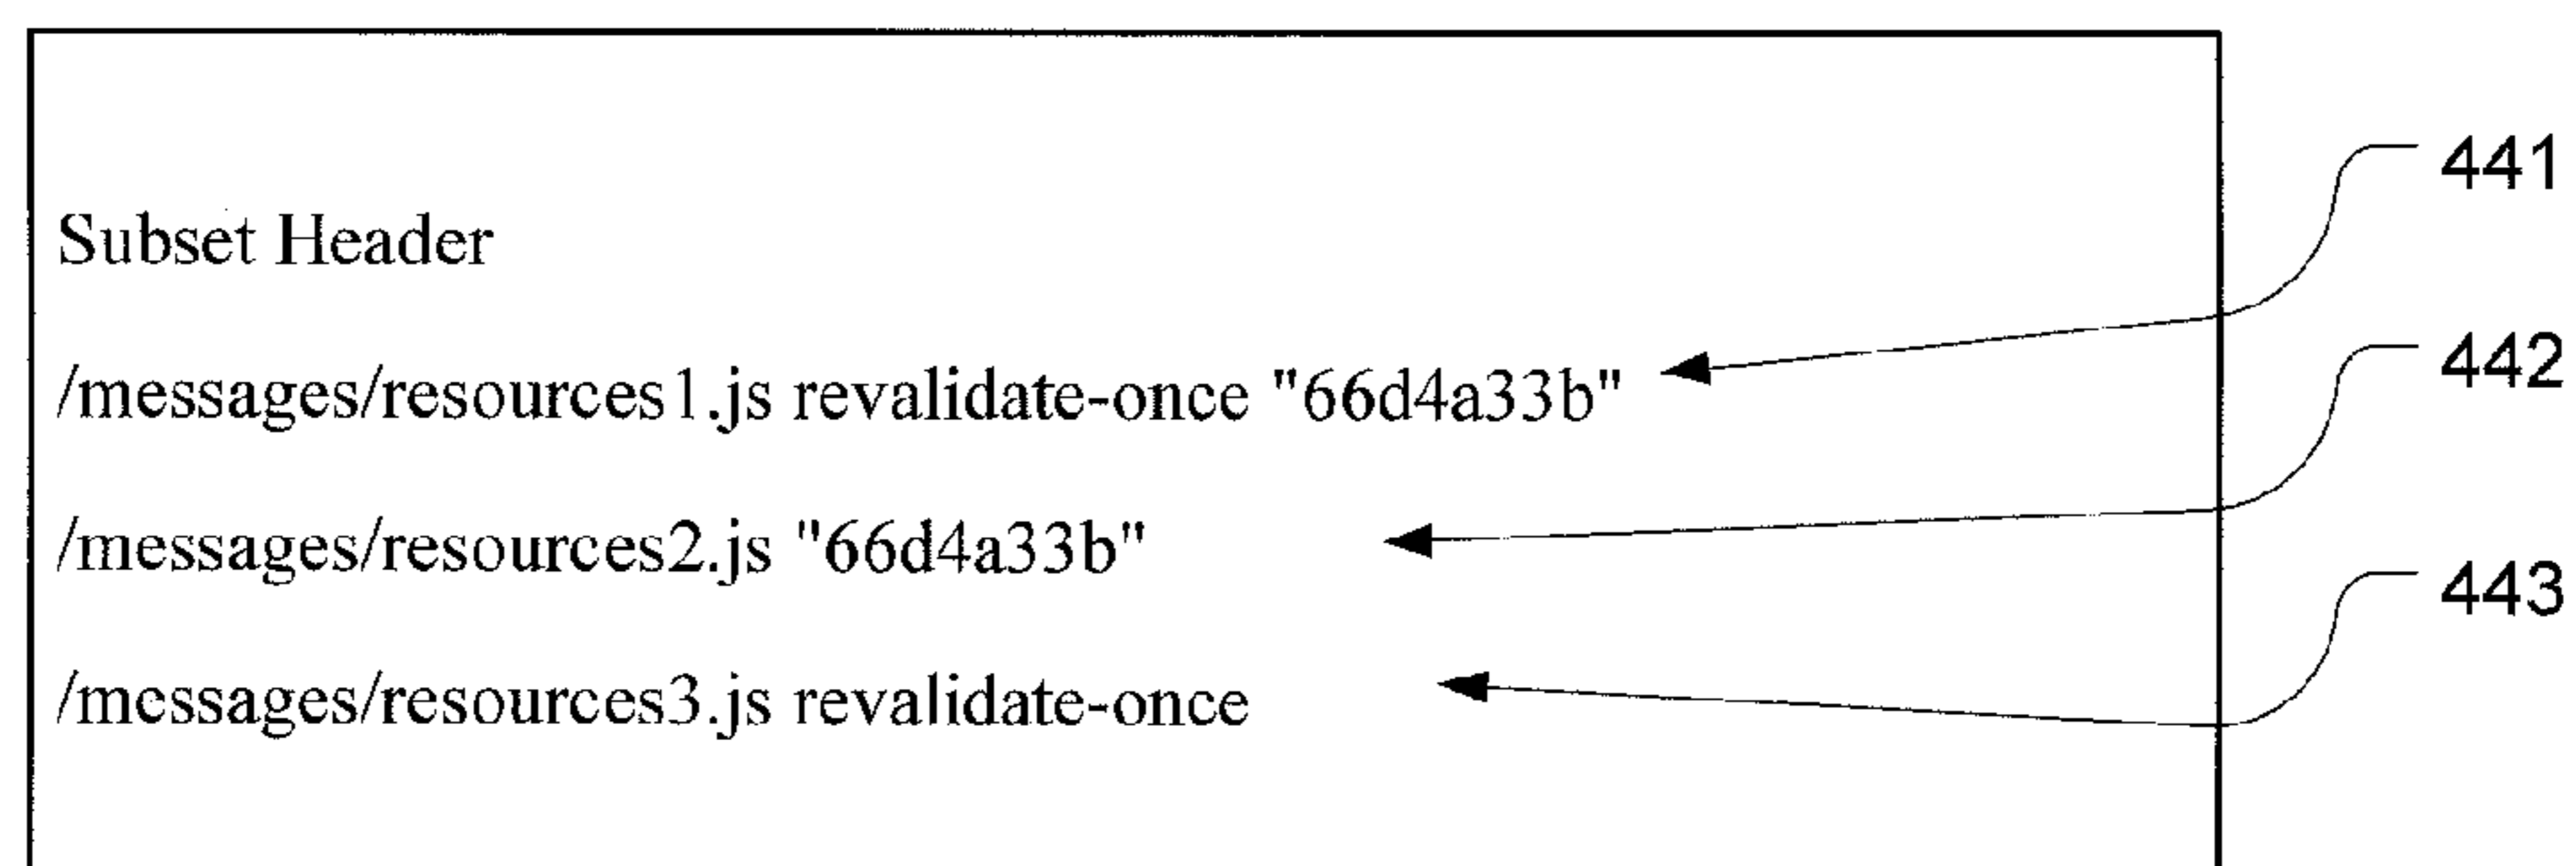 441
Subset Header
442
/messages/resources1.js revalidate-once "66d4a33b"
/messages/resources2.js "66d4a33b"
443
/messages/resources3.js revalidate-once